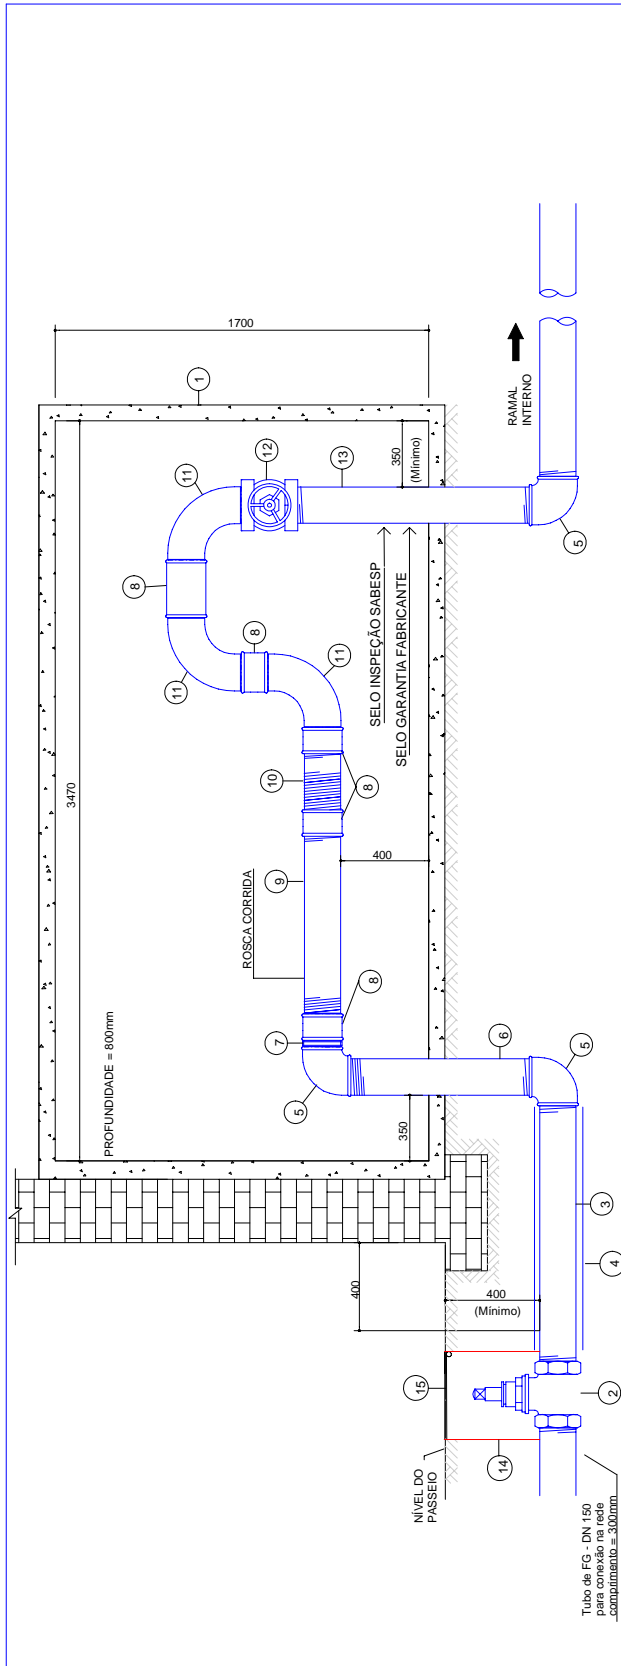 1700
1
350
(Mínimo)
RAMAL
INTERNO
11
12
13
8
8
11
11
5
SELO INSPEÇÃO SABESP
SELO GARANTIA FABRICANTE
3470
10
8
ROSCA CORRIDA
9
400
8
PROFUNDIDADE = 800mm
7
5
6
5
350
3
4
400
400
(Mínimo)
15
2
14
NÍVEL DO
PASSEIO
Tubo de FG - DN 150
para conexão na rede
comprimento = 300mm